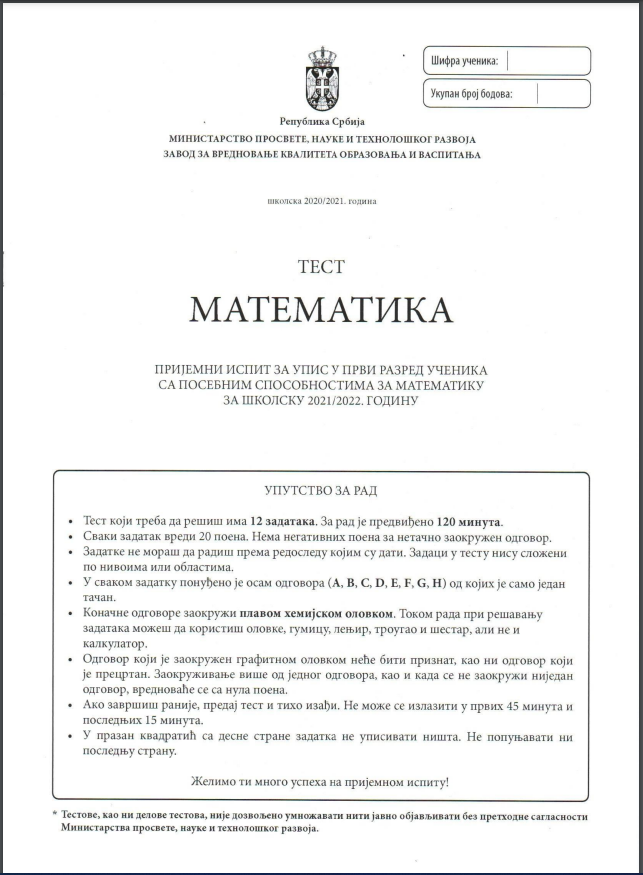 Шифра ученика:
Укупан број бодова:
Република Србија
МИНИСТАРСТВО ПРОСВЕТЕ, НАУКЕ И ТЕХНОЛОШКОГ РАЗВОЈА
ЗАВОД ЗА ВРЕДНОВАЊЕ КВАЛИТЕТА ОБРАЗОВАЊА И ВАСПИТАЊА
школска 2020/2021. година
ТЕСТ
МАТЕМАТИКА
ПРИЈЕМНИ ИСПИТ ЗА УПИС У ПРВИ РАЗРЕД УЧЕНИКА
СА ПОСЕБНИМ СПОСОБНОСТИМА ЗА МАТЕМАТИКУ
ЗА ШКОЛСКУ 2021/2022. ГОДИНУ
УПУТСТВО ЗА РАД
• Тест који треба да решиш има 12 задатака. За рад је предвиђено 120 минута.
• Сваки задатак вреди 20 поена. Нема негативних поена за нетачно заокружен одговор.
• Задатке не мораш да радиш према редоследу којим су дати. Задаци у тесту нису сложени
по нивоима или областима.
• У сваком задатку понуђено је осам одговора (A, B, C, D, E, F, G, H) од којих је само један
тачан.
• Коначне одговоре заокружи плавом хемијском оловком. Током рада при решавању
задатака можеш да користиш оловке, гумицу, лењир, троугао и шестар, али не и
калкулатор.
• Одговор који је заокружен графитном оловком неће бити признат, као ни одговор који
је прецртан. Заокруживање више од једног одговора, као и када се не заокружи ниједан
одговор, вредноваће се са нула поена.
• Ако завршиш раније, предај тест и тихо изађи. Не може се излазити у првих 45 минута и
последњих 15 минута.
• У празан квадратић са десне стране задатка не уписивати ништа. Не попуњавати ни
последњу страну.
Желимо ти много успеха на пријемном испиту!
* Тестове, као ни делове тестова, није дозвољено умножавати нити јавно објављивати без претходне сагласности
Министарства просвете, науке и технолошког развоја.